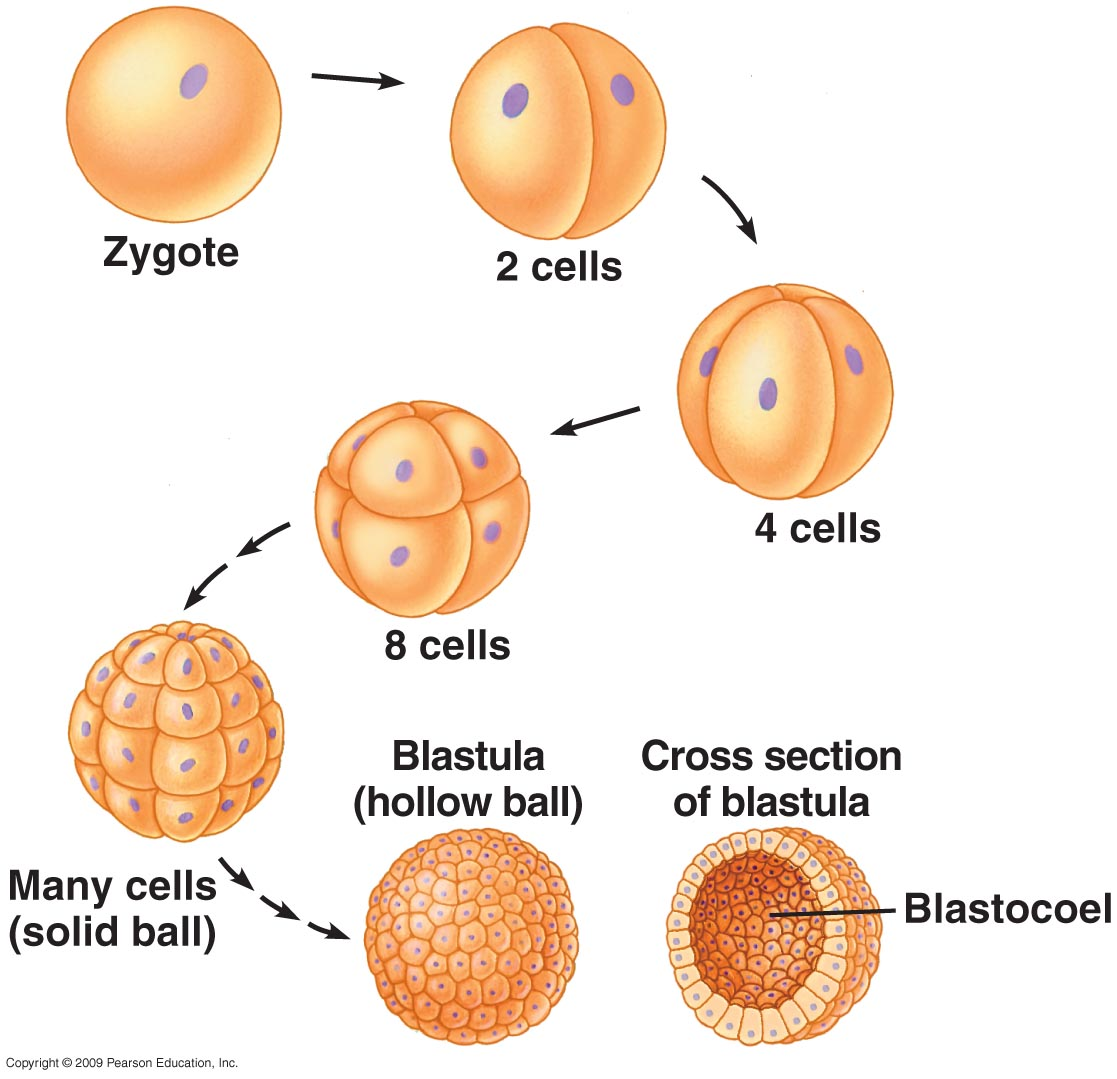 Zygote
2 cells
4 cells
8 cells
Many cells
(solid ball)
Blastula
(hollow ball)
Cross section
of blastula
Blastocoel
Copyright © 2009 Pearson Education, Inc.